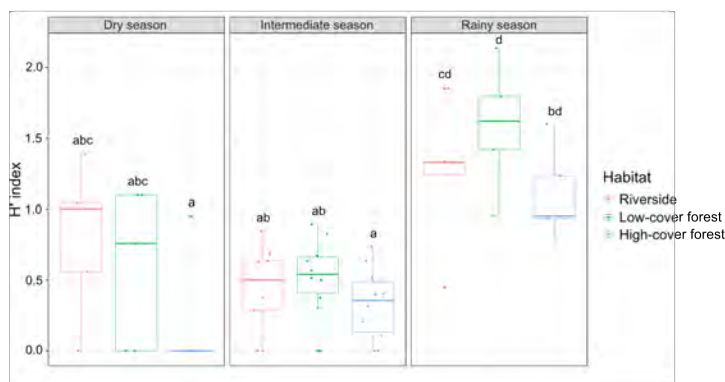 Dry season
Intermediate season
Rainy season
H' index
2.0
1.5
1.0
0.5
0.0
abc
abc
a
ab
ab
a
cd
d
bd
Habitat
Riverside
Low-cover forest
High-cover forest